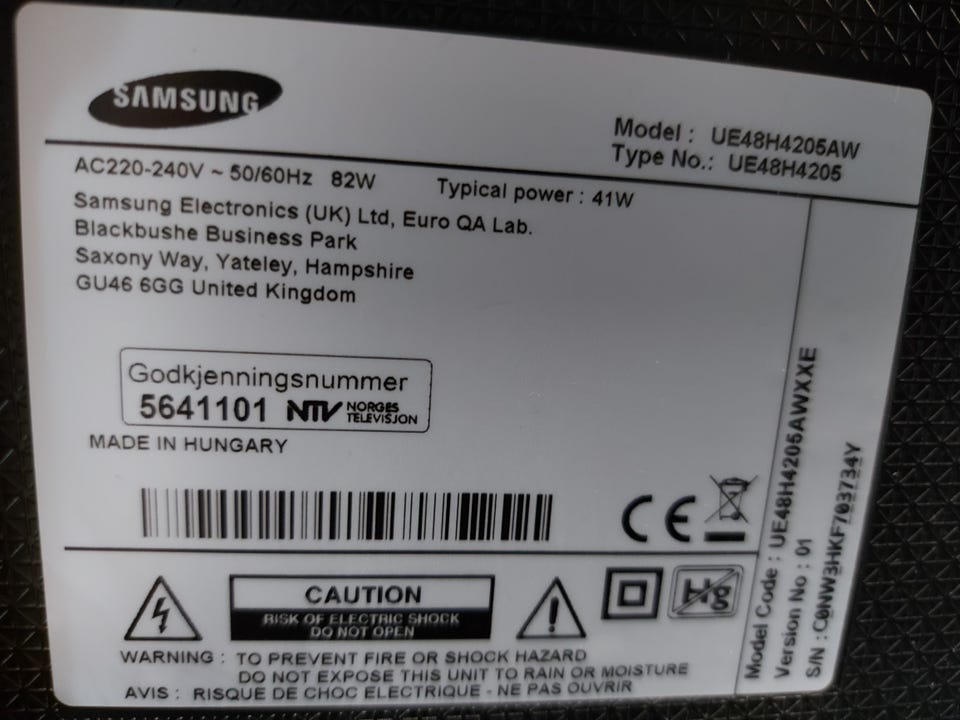 SAMSUNG
Model : UE48H4205AW
Type No.: UE48H4205
AC220-240V ~ 50/60Hz 82W Typical power : 41W
Samsung Electronics (UK) Ltd, Euro QA Lab.
Blackbushe Business Park
Saxony Way, Yateley, Hampshire
GU46 6GG United Kingdom
Godkjenningsnummer
5641101 NTV NORGES TELEVISJON
MADE IN HUNGARY
CE
CAUTION
RISK OF ELECTRIC SHOCK
DO NOT OPEN
Hg
WARNING : TO PREVENT FIRE OR SHOCK HAZARD
DO NOT EXPOSE THIS UNIT TO RAIN OR MOISTURE
AVIS : RISQUE DE CHOC ELECTRIQUE - NE PAS OUVRIR
Model Code : UE48H4205AWXXE
Version No : 01
S/N : C0NW3HKF703734Y